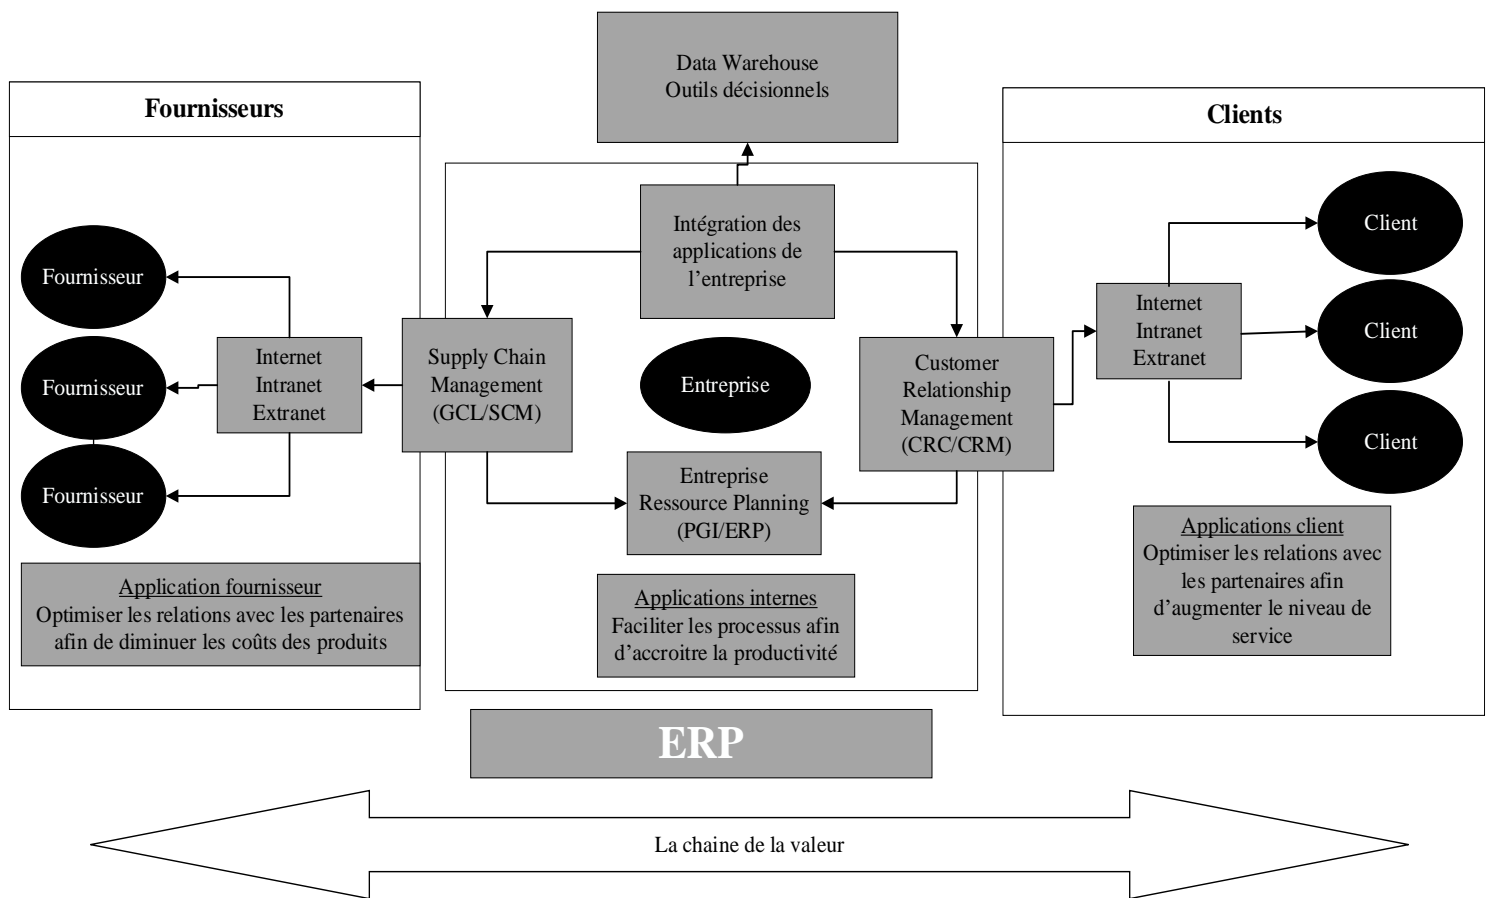 Data Warehouse
Outils décisionnels
Fournisseurs
Clients
Intégration des
applications de
l’entreprise
Fournisseur
Fournisseur
Fournisseur
Internet
Intranet
Extranet
Supply Chain
Management
(GCL/SCM)
Entreprise
Customer
Relationship
Management
(CRC/CRM)
Internet
Intranet
Extranet
Client
Client
Client
Entreprise
Ressource Planning
(PGI/ERP)
Application fournisseur
Optimiser les relations avec les partenaires
afin de diminuer les coûts des produits
Applications internes
Faciliter les processus afin
d’accroitre la productivité
Applications client
Optimiser les relations avec
les partenaires afin
d’augmenter le niveau de
service
ERP
La chaine de la valeur